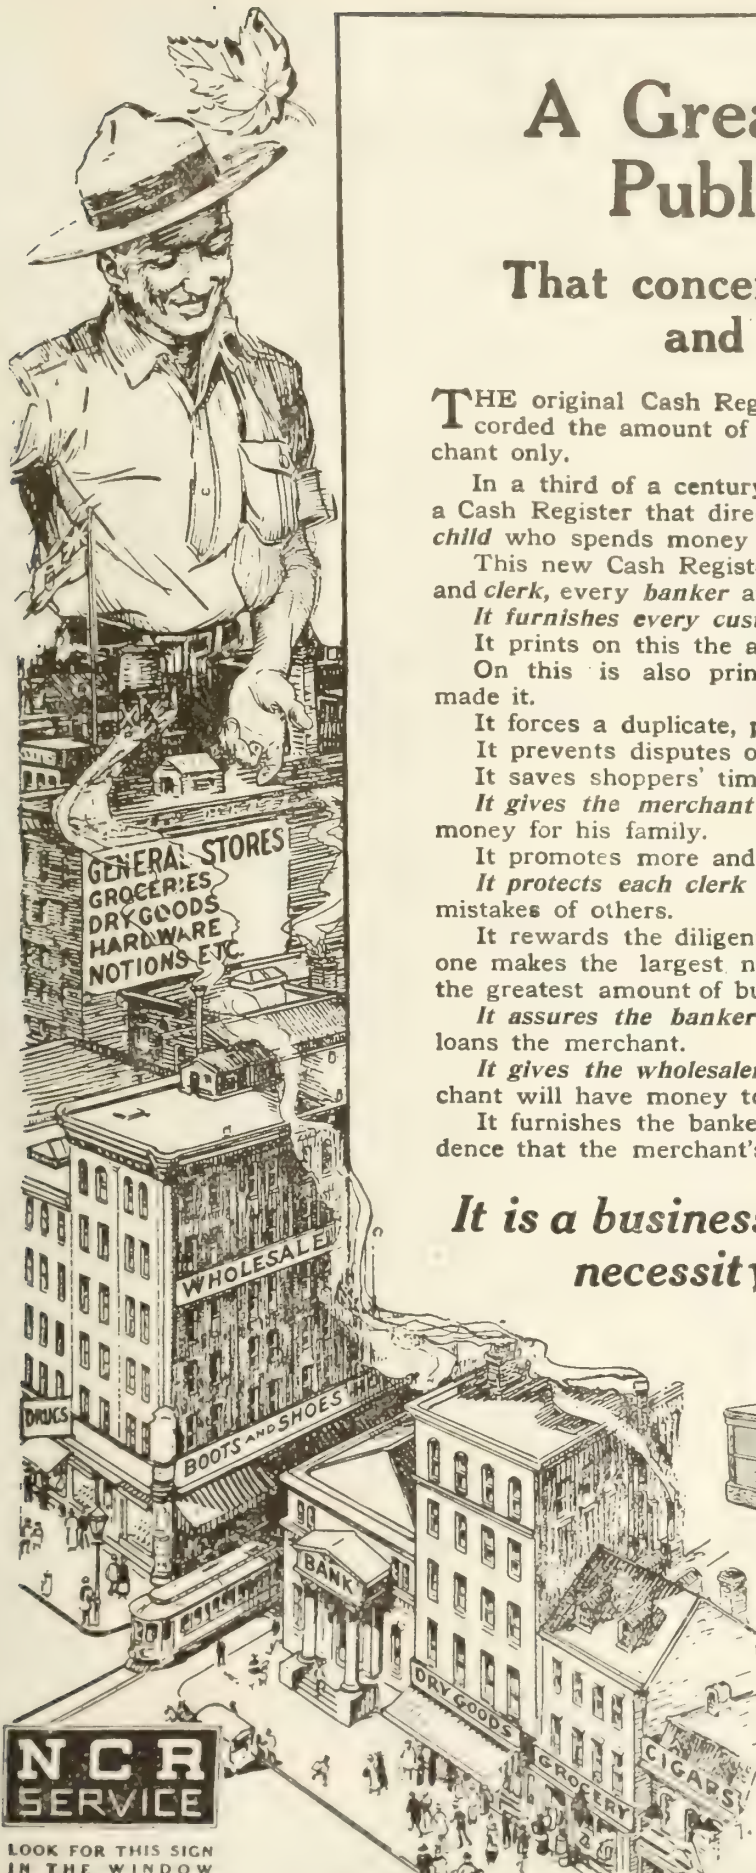 A Grea
Publ
That conce
and
THE original Cash Reg
corded the amount of
chant only.
In a third of a century
a Cash Register that dire
child who spends money
This new Cash Registe
and clerk, every banker a
It furnishes every cus
It prints on this the a
On this is also prin
made it.
It forces a duplicate, p
It prevents disputes o
It saves shoppers' tim
It gives the merchant
money for his family.
It promotes more and
It protects each clerk
mistakes of others.
It rewards the diligen
one makes the largest n
the greatest amount of bu
It assures the banker
loans the merchant.
It gives the wholesaler
chant will have money to
It furnishes the banke
dence that the merchant's
It is a business
necessity
GENERAL STORES
GROCERIES
DRYGOODS
HARDWARE
NOTIONS ETC.
WHOLESALE
BOOTS AND SHOES
DRUGS
BANK
DRY GOODS
GROCERY
CIGARS
NCR
SERVICE
LOOK FOR THIS SIGN
IN THE WINDOW